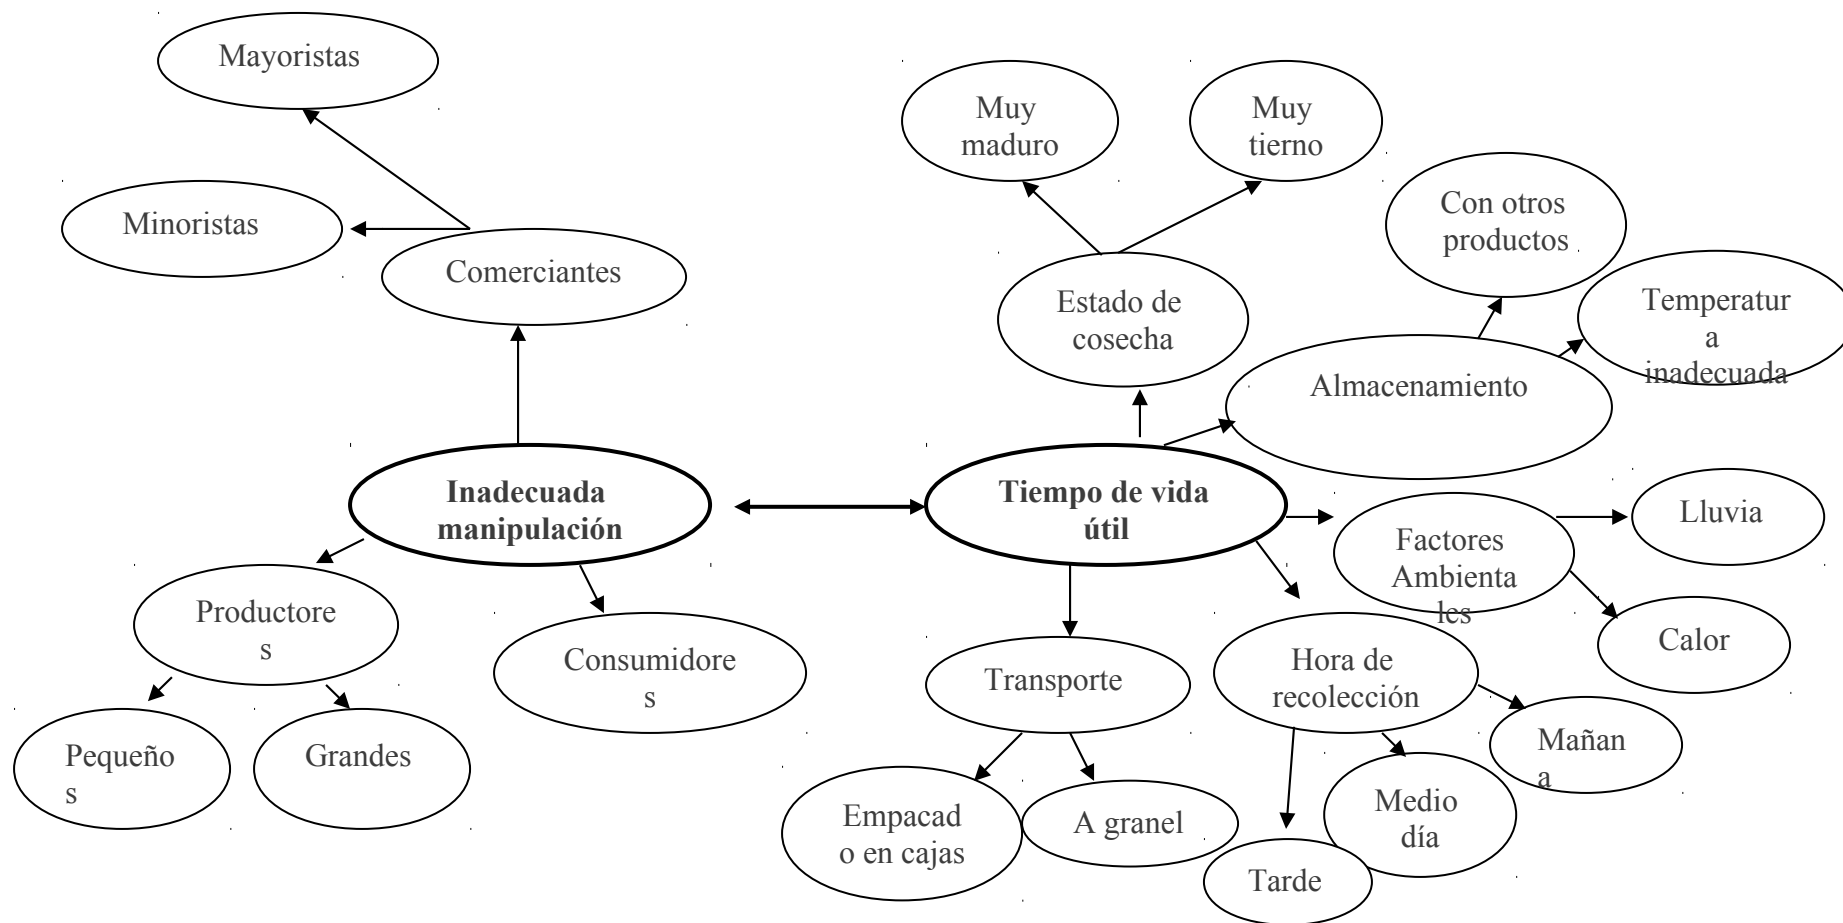 Mayoristas
Minoristas
Comerciantes
Muy
maduro
Muy
tierno
Con otros
productos
Estado de
cosecha
Temperatur
a
inadecuada
Almacenamiento
Inadecuada
manipulación
Tiempo de vida
útil
Lluvia
Factores
Ambienta
les
Productore
s
Consumidore
s
Transporte
Hora de
recolección
Calor
Pequeño
s
Grandes
Mañan
a
Empacad
o en cajas
A granel
Medio
día
Tarde